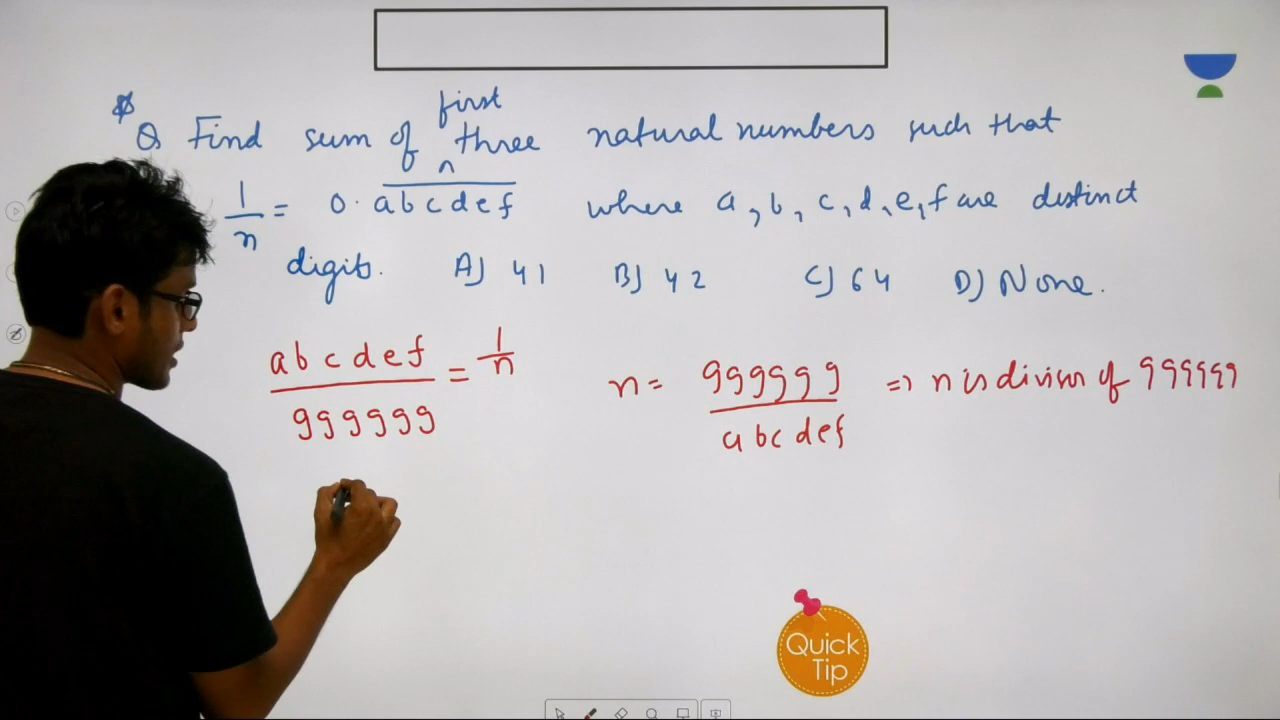 first
Q Find sum of three natural numbers such that
n
1/n = 0.abcdef where a, b, c, d, e, f are distinct
digits. A) 41 B) 42 C) 64 D) None.
abcdef/999999 = 1/n n = 999999/abcdef => n is divisor of 999999
Quick
Tip